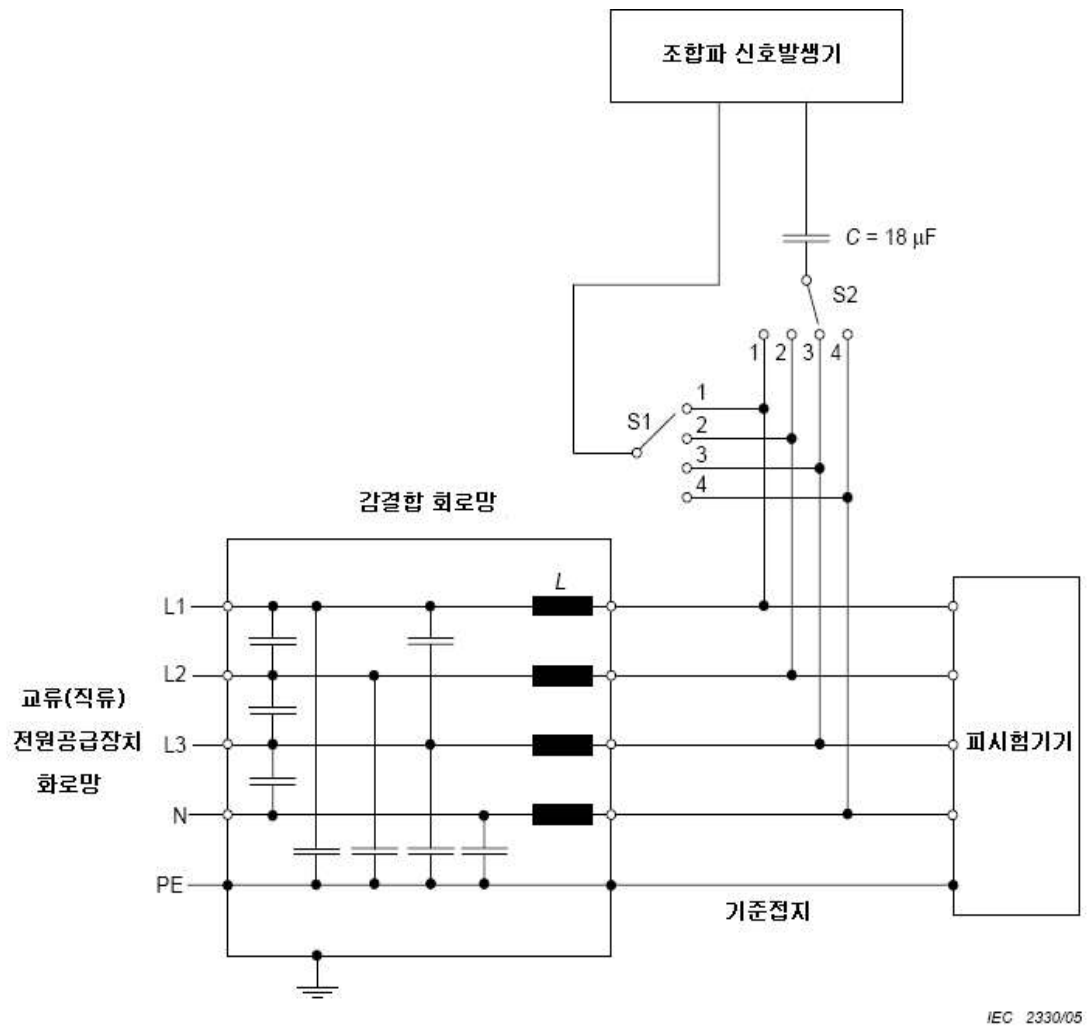 조합파 신호발생기
C = 18 μF
S2
1 2 3 4
S1
1
2
3
4
감결합 회로망
L
L1
L2
L3
N
PE
교류(직류)
전원공급장치
화로망
피시험기기
기준접지
IEC 2330/05